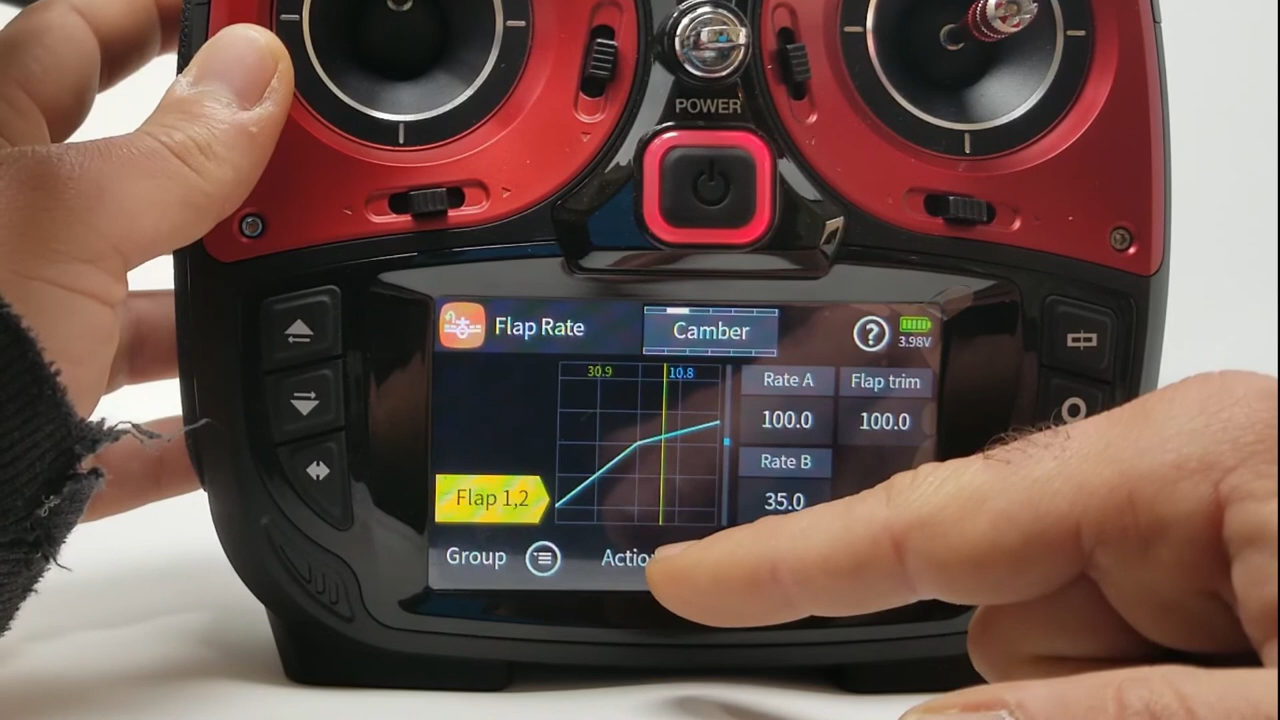 POWER
Flap Rate
Camber
?
3.98V
30.9
10.8
Rate A
Flap trim
100.0
100.0
Rate B
Flap 1,2
35.0
Group